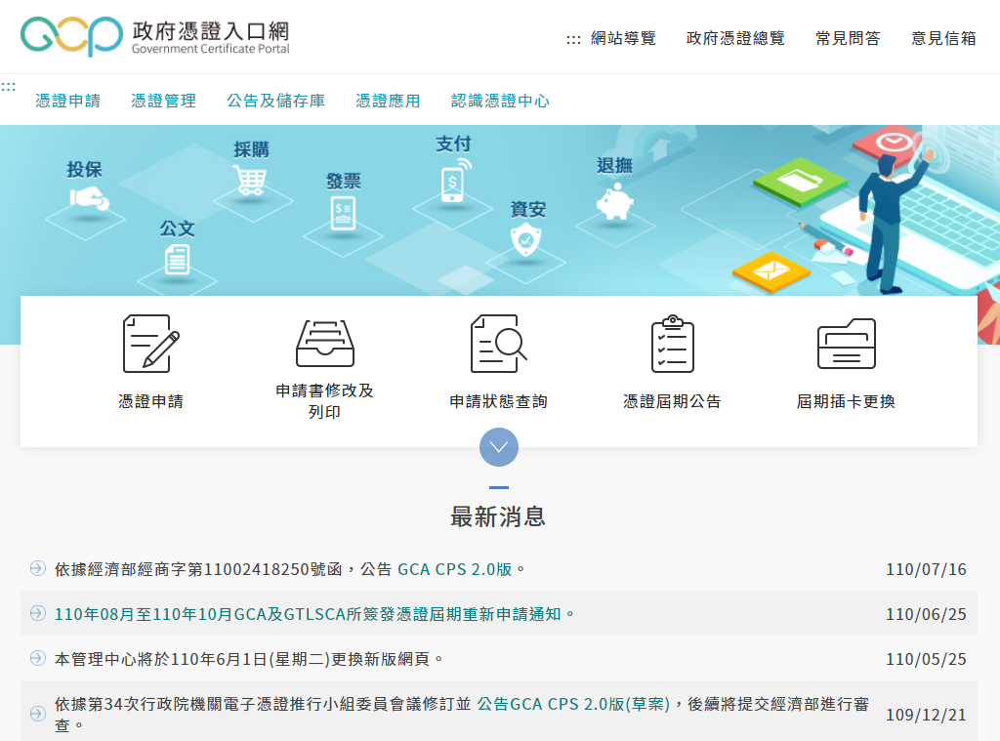 政府憑證入口網
Government Certificate Portal
::: 網站導覽 政府憑證總覽 常見問答 意見信箱
:::
憑證申請 憑證管理 公告及儲存庫 憑證應用 認識憑證中心
投保
公文
採購
發票
支付
資安
退撫
憑證申請
申請書修改及
列印
申請狀態查詢
憑證屆期公告
屆期插卡更換
最新消息
依據經濟部經商字第11002418250號函，公告 GCA CPS 2.0版。 110/07/16
110年08月至110年10月GCA及GTLSCA所簽發憑證屆期重新申請通知。 110/06/25
本管理中心將於110年6月1日(星期二)更換新版網頁。 110/05/25
依據第34次行政院機關電子憑證推行小組委員會議修訂並 公告GCA CPS 2.0版(草案)，後續將提交經濟部進行審
查。 109/12/21